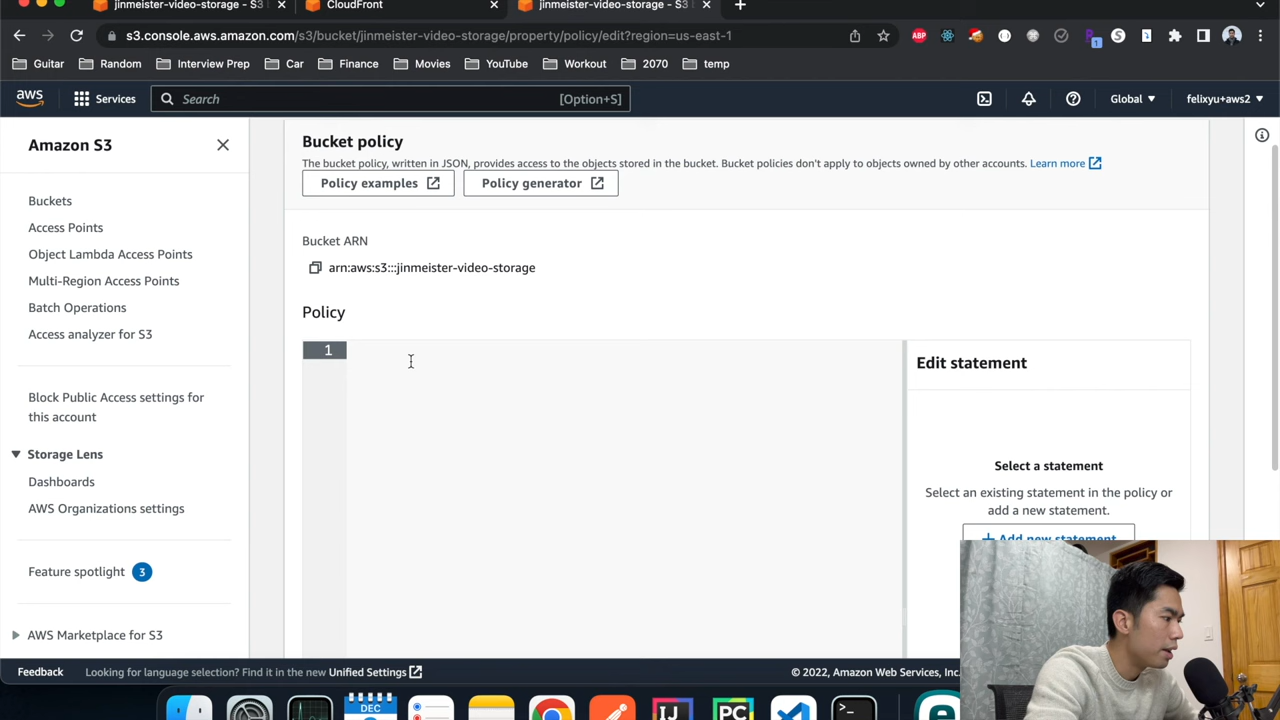 jinmeister-video-storage - S3
CloudFront
jinmeister-video-storage - S3
s3.console.aws.amazon.com/s3/bucket/jinmeister-video-storage/property/policy/edit?region=us-east-1
ABP
1
Guitar
Random
Interview Prep
Car
Finance
Movies
YouTube
Workout
2070
temp
aws
Services
Search
[Option+S]
Global
felixyu+aws2
Amazon S3
Buckets
Access Points
Object Lambda Access Points
Multi-Region Access Points
Batch Operations
Access analyzer for S3
Block Public Access settings for
this account
Storage Lens
Dashboards
AWS Organizations settings
Feature spotlight 3
AWS Marketplace for S3
Bucket policy
The bucket policy, written in JSON, provides access to the objects stored in the bucket. Bucket policies don't apply to objects owned by other accounts. Learn more
Policy examples
Policy generator
Bucket ARN
arn:aws:s3:::jinmeister-video-storage
Policy
1
Edit statement
Select a statement
Select an existing statement in the policy or
add a new statement.
Add new statement
Feedback
Looking for language selection? Find it in the new Unified Settings
© 2022, Amazon Web Services, Inc.
DEC
IJ
PC